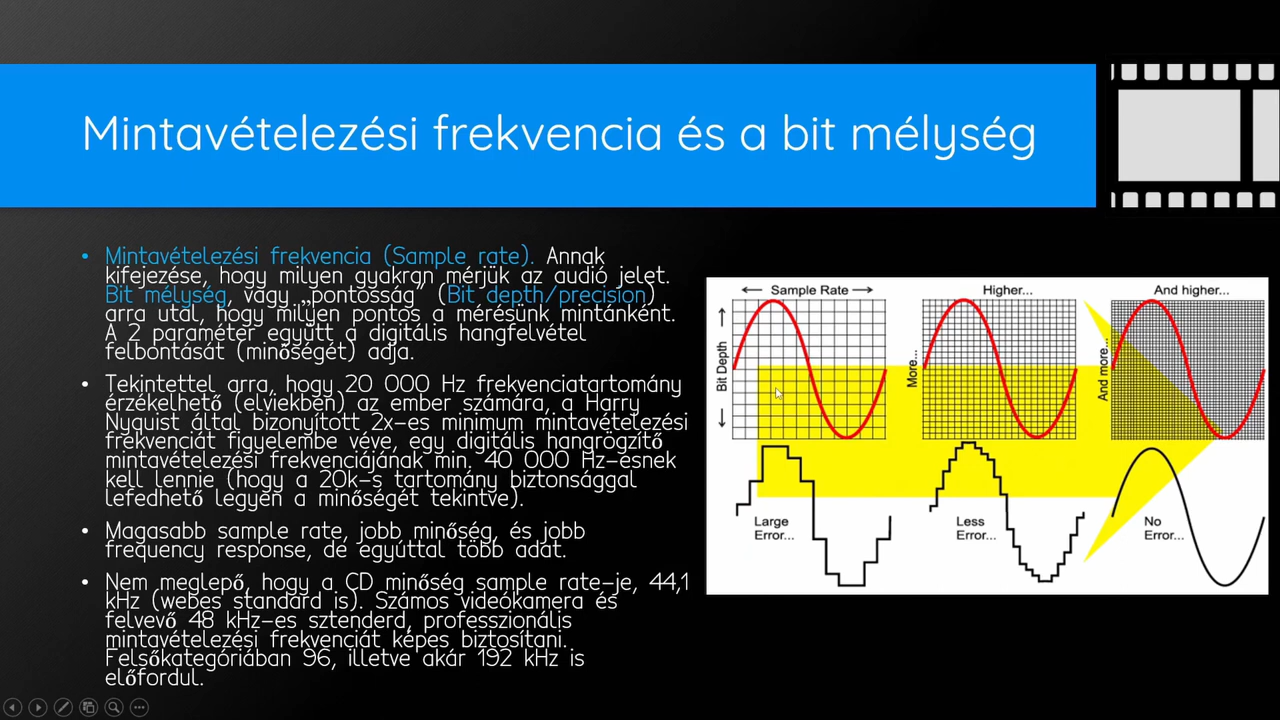 Mintavételezési frekvencia és a bit mélység
• Mintavételezési frekvencia (Sample rate). Annak
kifejezése, hogy milyen gyakran mérjük az audió jelet.
Bit mélység, vagy „pontosság” (Bit depth/precision)
arra utal, hogy milyen pontos a mérésünk mintánként.
A 2 paraméter együtt a digitális hangfelvétel
felbontását (minőségét) adja.
• Tekintettel arra, hogy 20 000 Hz frekvenciatartomány
érzékelhető (elviekben) az ember számára, a Harry
Nyquist által bizonyított 2x-es minimum mintavételezési
frekvenciát figyelembe véve, egy digitális hangrögzítő
mintavételezési frekvenciájának min. 40 000 Hz-esnek
kell lennie (hogy a 20k-s tartomány biztonsággal
lefedhető legyen a minőségét tekintve).
• Magasabb sample rate, jobb minőség, és jobb
frequency response, de egyúttal több adat.
• Nem meglepő, hogy a CD minőség sample rate-je, 44,1
kHz (webes standard is). Számos videókamera és
felvevő 48 kHz-es sztenderd, professzionális
mintavételezési frekvenciát képes biztosítani.
Felsőkategóriában 96, illetve akár 192 kHz is
előfordul.
Sample Rate
Bit Depth
Large
Error...
Higher...
More...
Less
Error...
And higher...
And more...
No
Error...